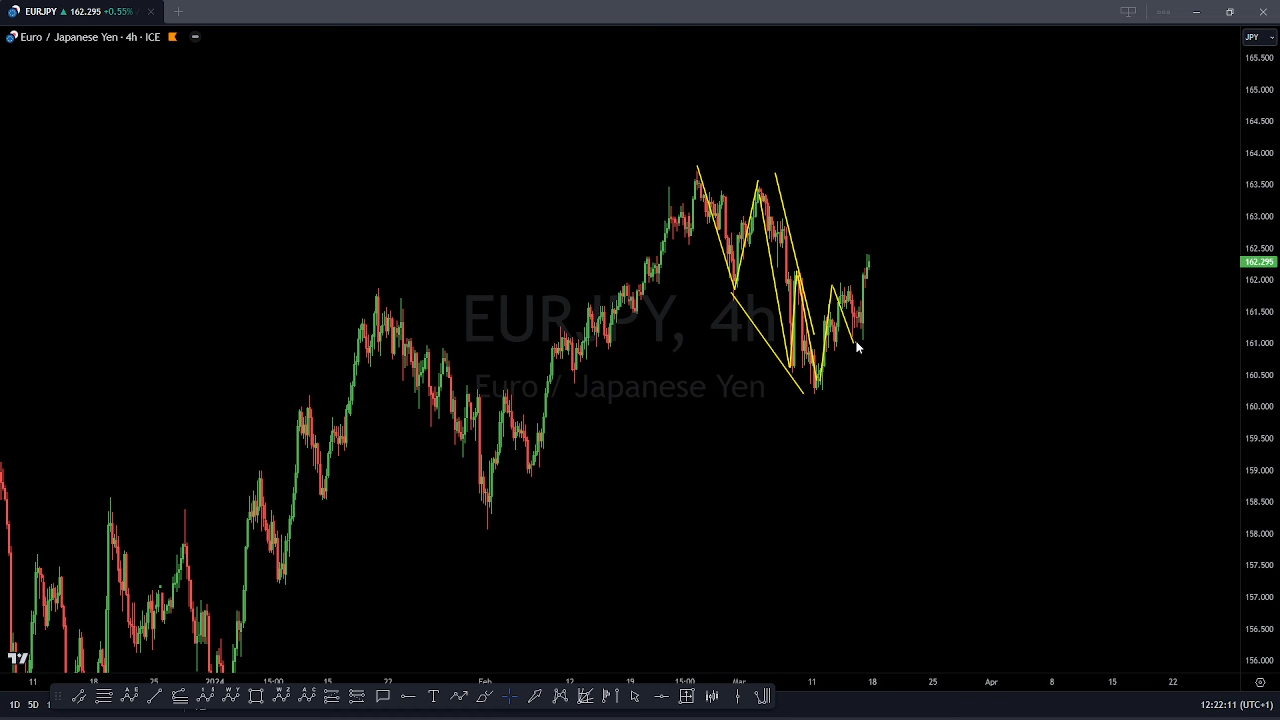 EURJPY ▲ 162.295 +0.55%
Euro / Japanese Yen · 4h · ICE
JPY
165.500
165.000
164.500
164.000
163.500
163.000
162.500
162.295
162.000
161.500
161.000
160.500
160.000
159.500
159.000
158.500
158.000
157.500
157.000
156.500
156.000
EURJPY, 4h
Euro / Japanese Yen
11 18 25 2024 15:00 15 22 Feb 12 19 15:00 Mar 11 18 25 Apr 8 15 22
1D 5D
12:22:11 (UTC+1)